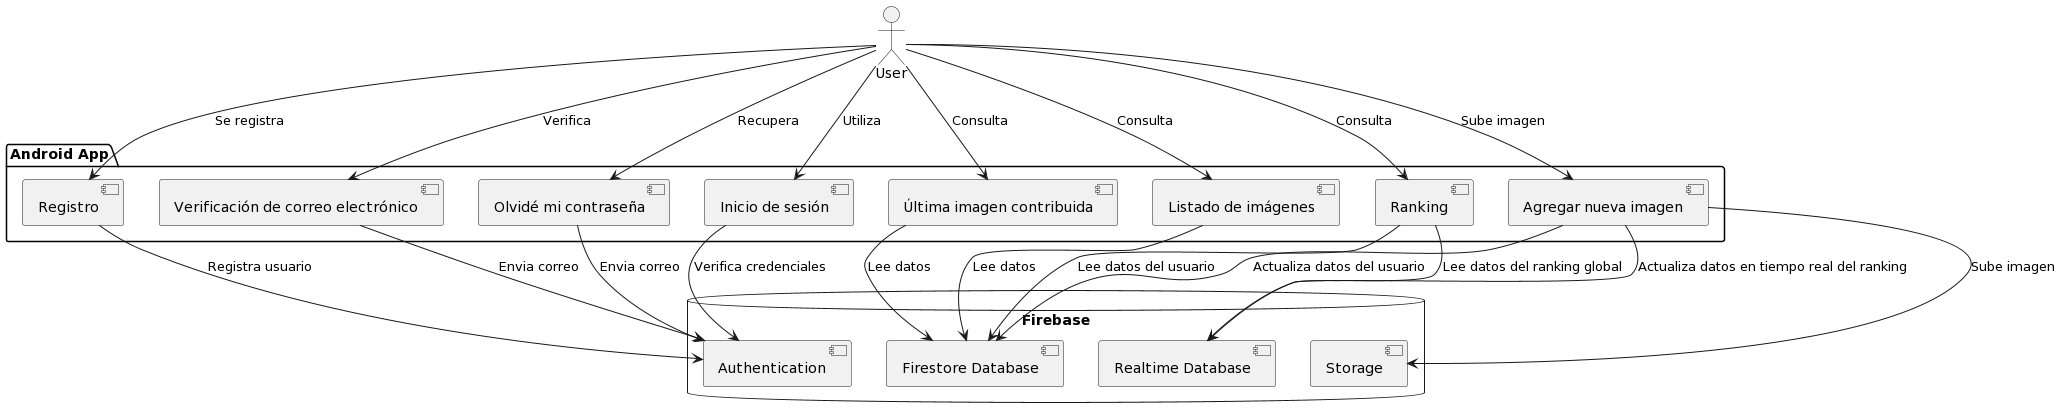 User
Se registra
Verifica
Recupera
Utiliza
Consulta
Consulta
Consulta
Sube imagen
Android App
Registro
Verificación de correo electrónico
Olvidé mi contraseña
Inicio de sesión
Última imagen contribuida
Listado de imágenes
Ranking
Agregar nueva imagen
Registra usuario
Envia correo
Envia correo
Verifica credenciales
Lee datos
Lee datos
Lee datos del usuario
Actualiza datos del usuario
Lee datos del ranking global
Actualiza datos en tiempo real del ranking
Sube imagen
Firebase
Authentication
Firestore Database
Realtime Database
Storage